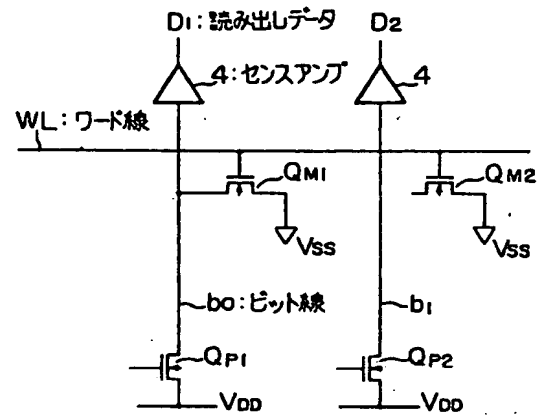 D1：読み出しデータ D2
4：センスアンプ 4
WL：ワード線
QM1 QM2
VSS VSS
b0：ビット線 b1
QP1 QP2
VDD VDD